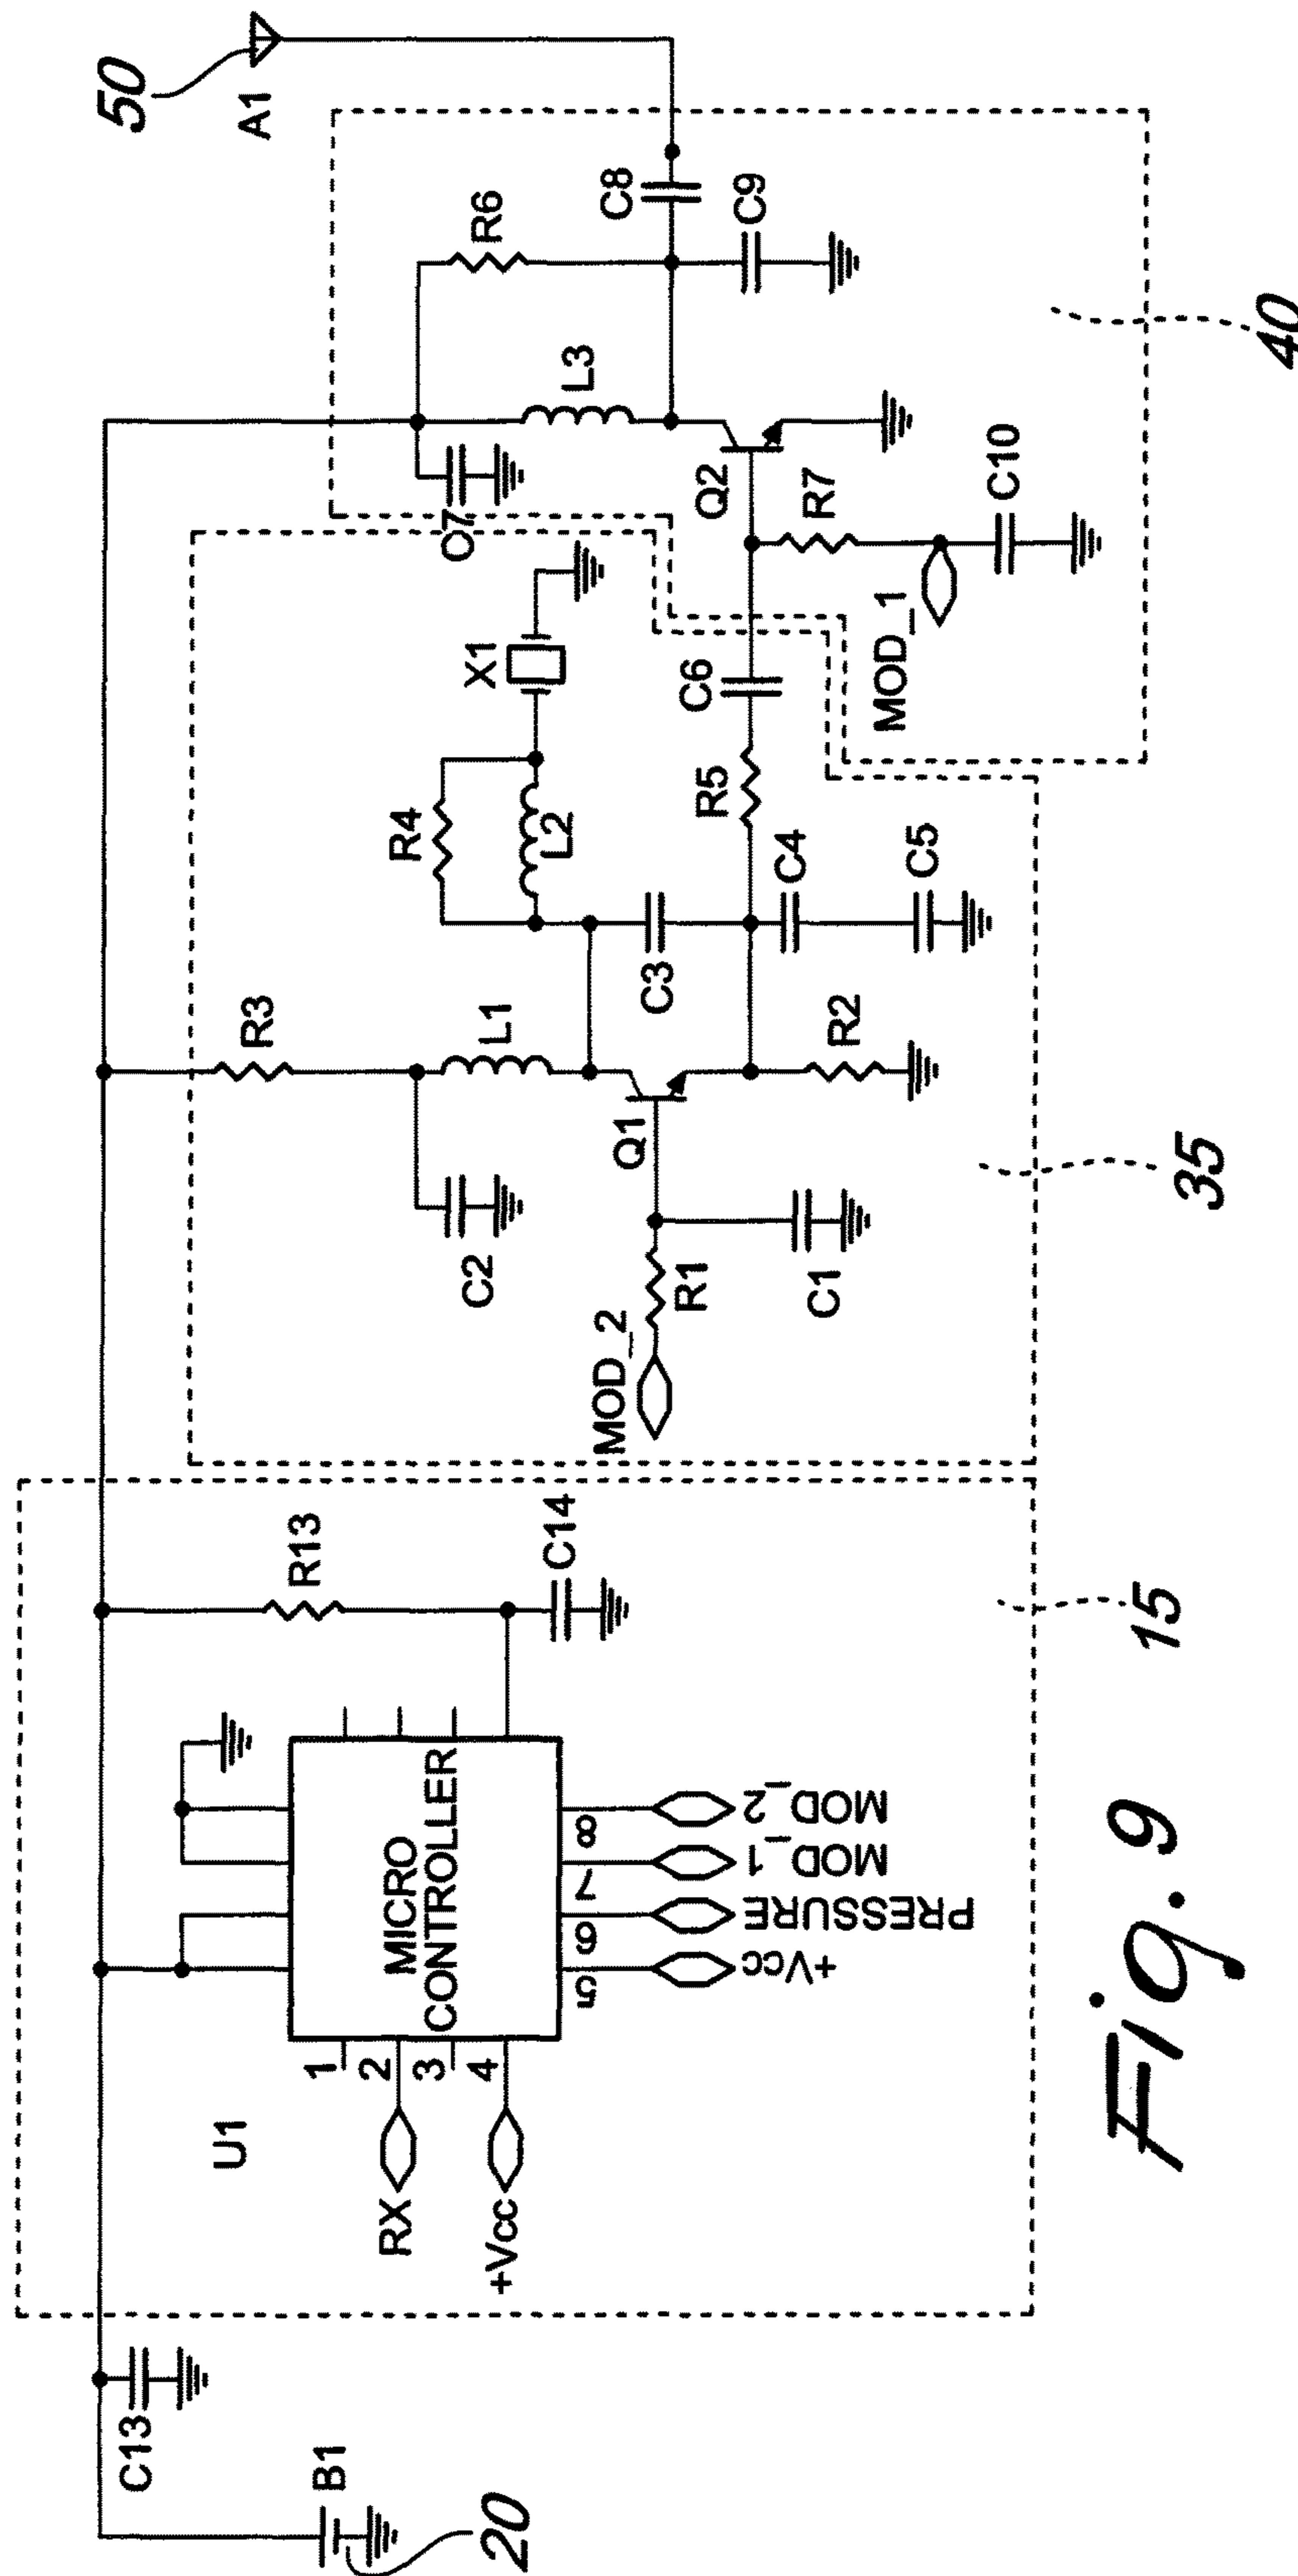 50
A1
C13
B1
20
U1
RX
+Vcc
1
2
3
4
MICRO
CONTROLLER
5
6
7
8
+Vcc
PRESSURE
MOD_1
MOD_2
R13
C14
15
R3
C2
L1
Q1
MOD_2
R1
C1
R2
C3
C4
C5
R4
L2
X1
R5
C6
35
C7
L3
R6
C8
C9
Q2
R7
MOD_1
C10
40
Fig. 9